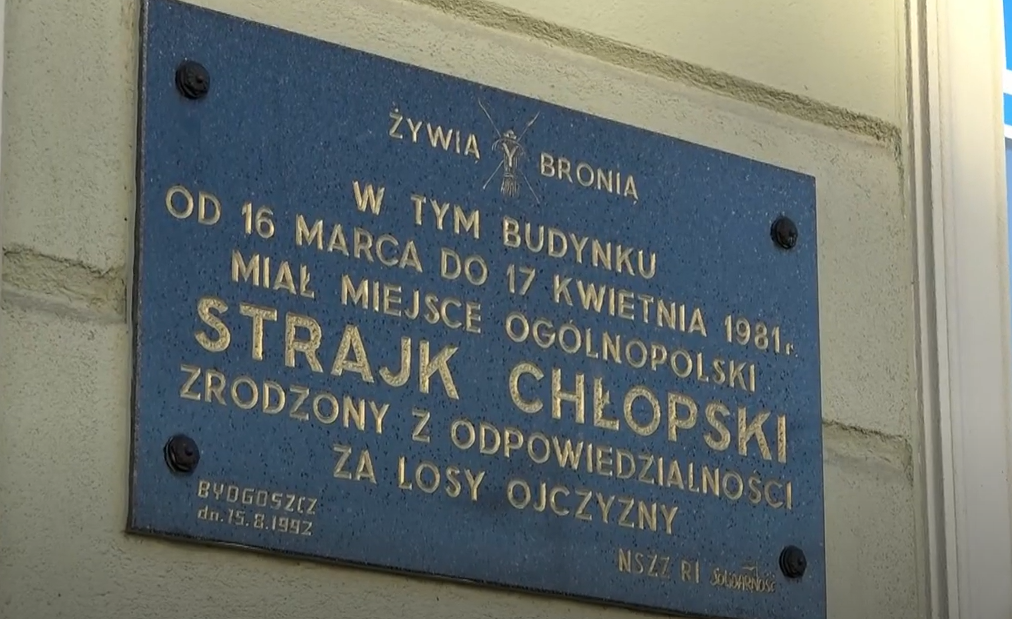 ŻYWIĄ BRONIĄ
W TYM BUDYNKU
OD 16 MARCA DO 17 KWIETNIA 1981r.
MIAŁ MIEJSCE OGÓLNOPOLSKI
STRAJK CHŁOPSKI
ZRODZONY Z ODPOWIEDZIALNOŚCI
ZA LOSY OJCZYZNY
BYDGOSZCZ
dn. 15.8.1992
NSZZ RI SOLIDARNOŚĆ